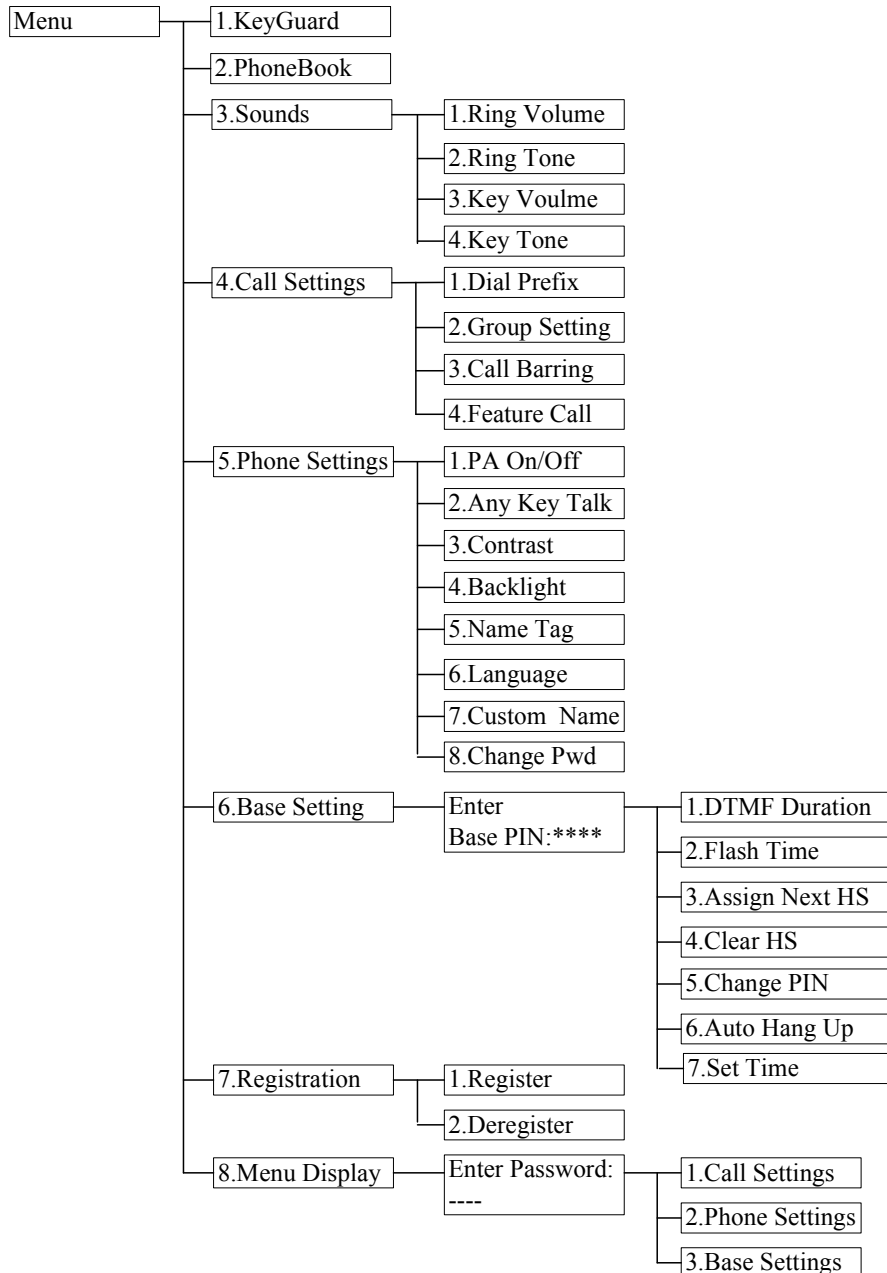 Menu
1.KeyGuard
2.PhoneBook
3.Sounds
1.Ring Volume
2.Ring Tone
3.Key Voulme
4.Key Tone
4.Call Settings
1.Dial Prefix
2.Group Setting
3.Call Barring
4.Feature Call
5.Phone Settings
1.PA On/Off
2.Any Key Talk
3.Contrast
4.Backlight
5.Name Tag
6.Language
7.Custom  Name
8.Change Pwd
6.Base Setting
Enter
Base PIN:****
1.DTMF Duration
2.Flash Time
3.Assign Next HS
4.Clear HS
5.Change PIN
6.Auto Hang Up
7.Set Time
7.Registration
1.Register
2.Deregister
8.Menu Display
Enter Password:
----
1.Call Settings
2.Phone Settings
3.Base Settings